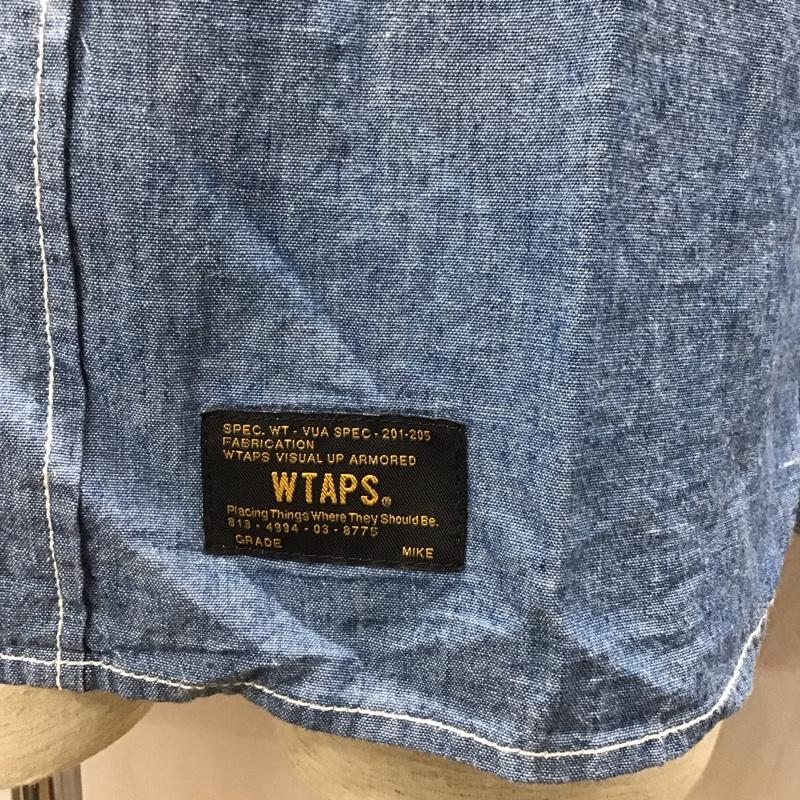 SPEC. WT - VUA SPEC - 201-205
FABRICATION
WTAPS VISUAL UP ARMORED
WTAPS®
Placing Things Where They Should Be.
813 - 4994 - 03 - 8775
GRADE MIKE